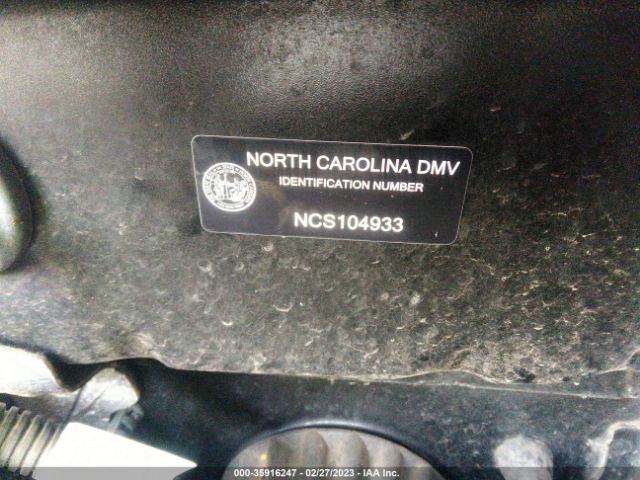 NORTH CAROLINA DMV
IDENTIFICATION NUMBER
NCS104933
000-35916247 - 02/27/2023 - © IAA Inc.